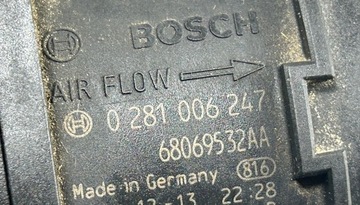 BOSCH
AIR FLOW
0 281 006 247
68069532AA
Made in Germany 816
22:28